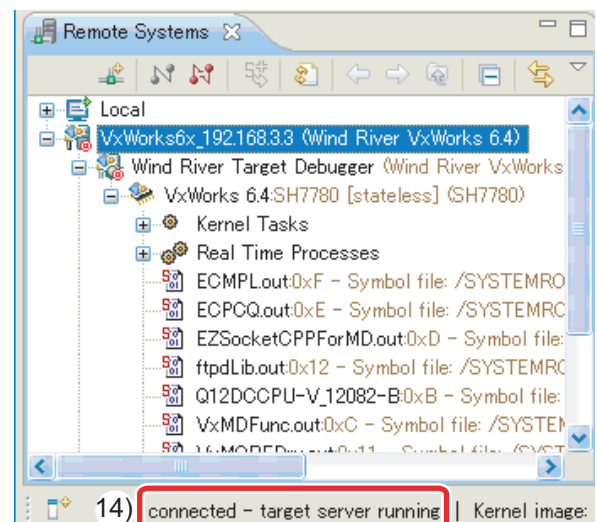 Remote Systems
Local
VxWorks6x_192.168.3.3 (Wind River VxWorks 6.4)
Wind River Target Debugger (Wind River VxWorks
VxWorks 6.4:SH7780 [stateless] (SH7780)
Kernel Tasks
Real Time Processes
ECMPL.out:0xF - Symbol file: /SYSTEMRO
ECPCQ.out:0xE - Symbol file: /SYSTEMRO
EZSocketCPPForMD.out:0xD - Symbol file:
ftpdLib.out:0x12 - Symbol file: /SYSTEMRO
Q12DCCPU-V_12082-B:0xB - Symbol file:
VxMDFunc.out:0xC - Symbol file: /SYSTEM
14) connected - target server running | Kernel image: